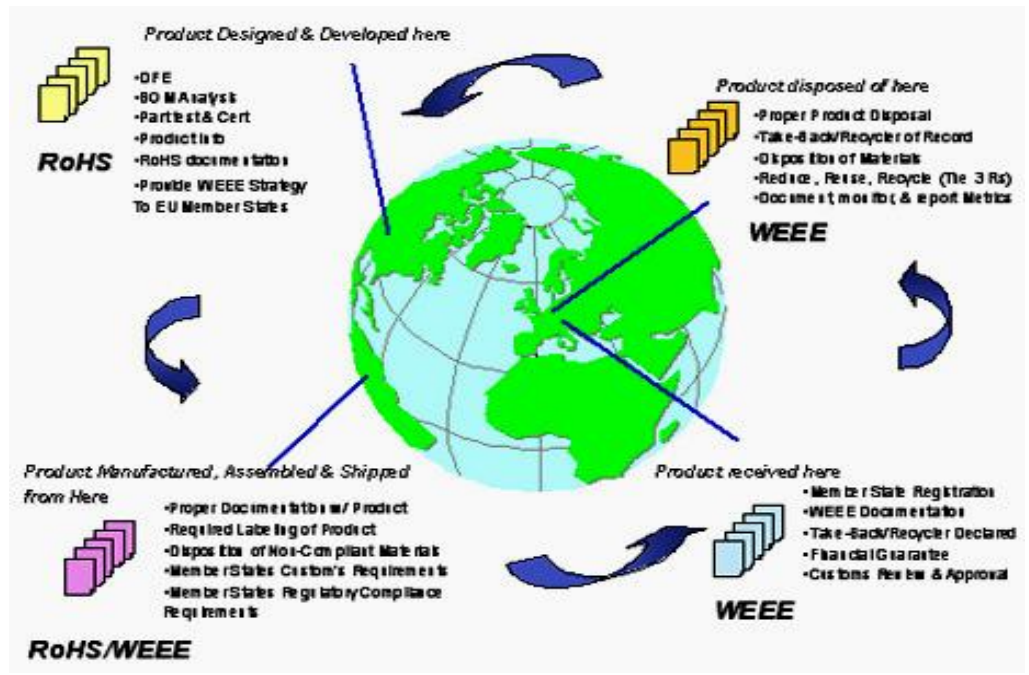 Product Designed & Developed here
•DFE
•BOM Analysis
•Part test & Cert
•Product Info
•RoHS documentation
•Provide WEEE Strategy
To EU Member States
RoHS
Product disposed of here
•Proper Product Disposal
•Take-Back/Recycler of Record
•Disposition of Materials
•Reduce, Reuse, Recycle (The 3 Rs)
•Document, monitor, & report Metrics
WEEE
Product Manufactured, Assembled & Shipped
from Here
•Proper Documentation w/ Product
•Required Labeling of Product
•Disposition of Non-Compliant Materials
•Member States Custom's Requirements
•Member States Regulatory Compliance
Requirements
RoHS/WEEE
Product received here
•Member State Registration
•WEEE Documentation
•Take-Back/Recycler Declared
•Financial Guarantee
•Customs Review & Approval
WEEE